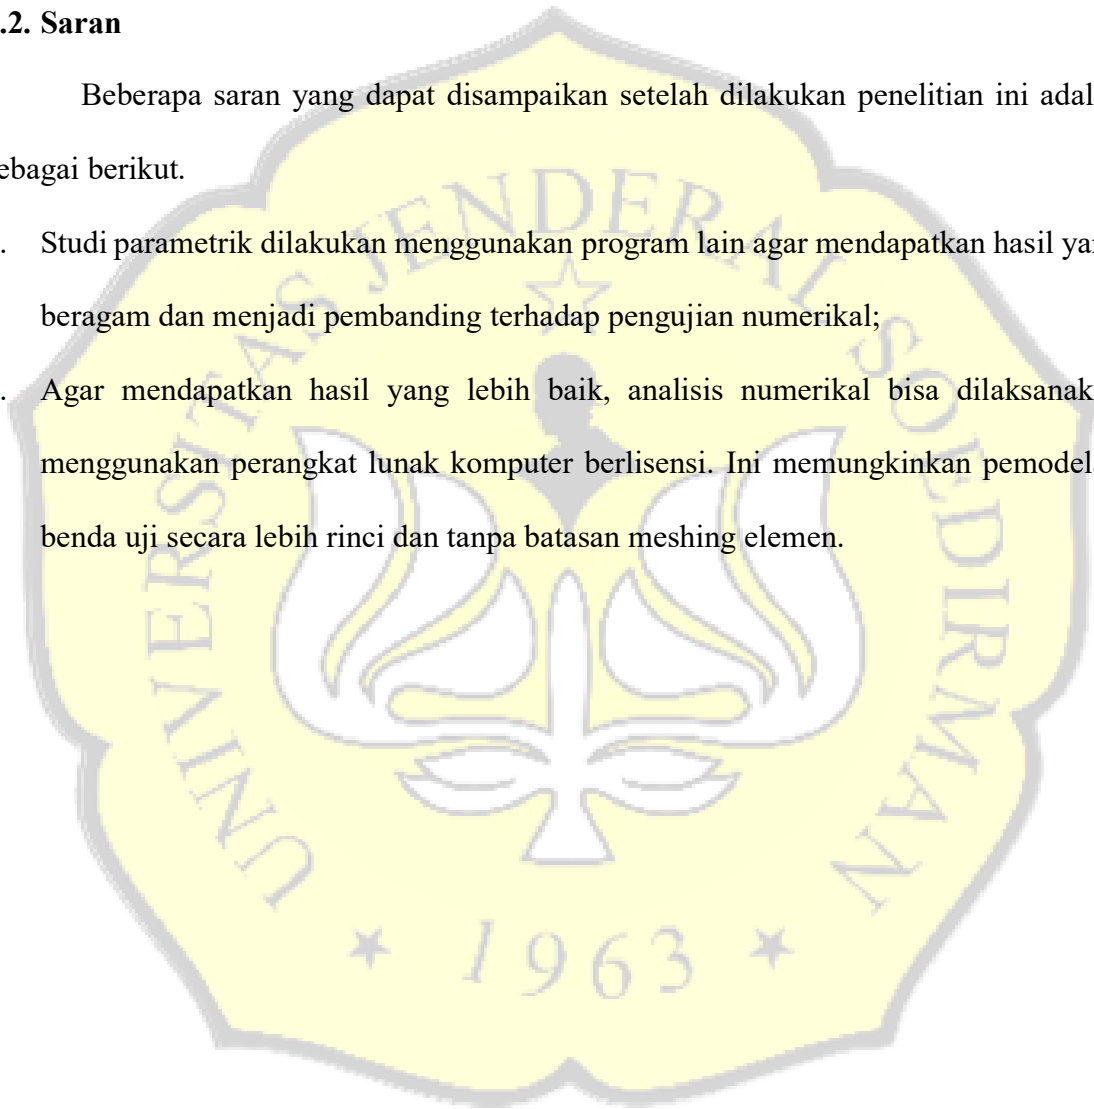 .2. Saran
Beberapa saran yang dapat disampaikan setelah dilakukan penelitian ini adal
ebagai berikut.
. Studi parametrik dilakukan menggunakan program lain agar mendapatkan hasil ya
beragam dan menjadi pembanding terhadap pengujian numerikal;
. Agar mendapatkan hasil yang lebih baik, analisis numerikal bisa dilaksanak
menggunakan perangkat lunak komputer berlisensi. Ini memungkinkan pemodela
benda uji secara lebih rinci dan tanpa batasan meshing elemen.
UNIVERSITAS JENDERAL SOEDIRMAN
1963